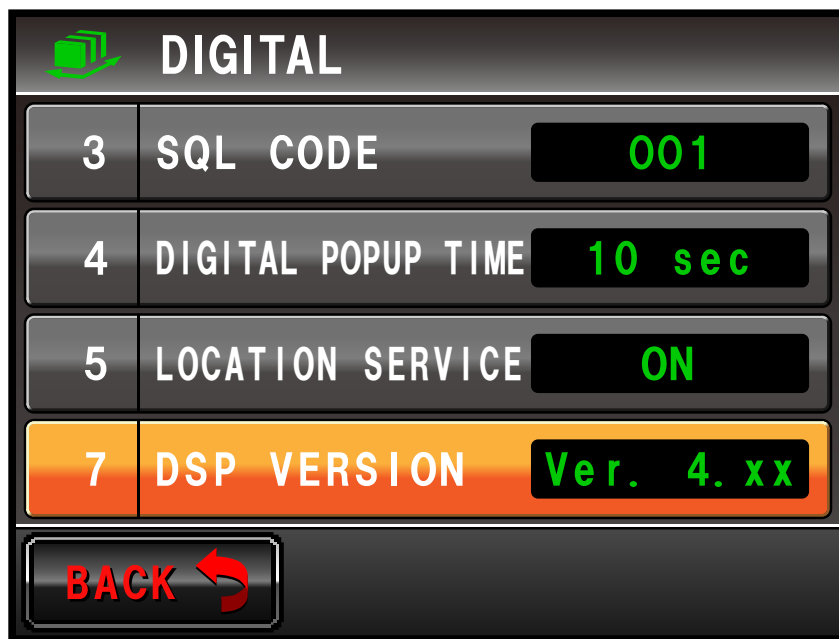 DIGITAL
3 SQL CODE 001
4 DIGITAL POPUP TIME 10 sec
5 LOCATION SERVICE ON
7 DSP VERSION Ver. 4.xx
BACK